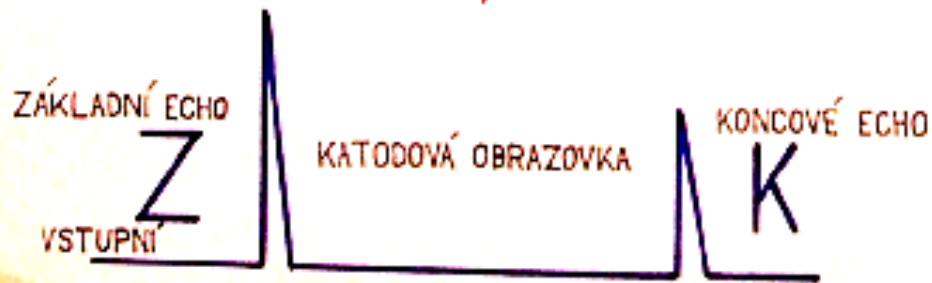 ZÁKLADNÍ ECHO
Z
VSTUPNÍ
KATODOVÁ OBRAZOVKA
KONCOVÉ ECHO
K